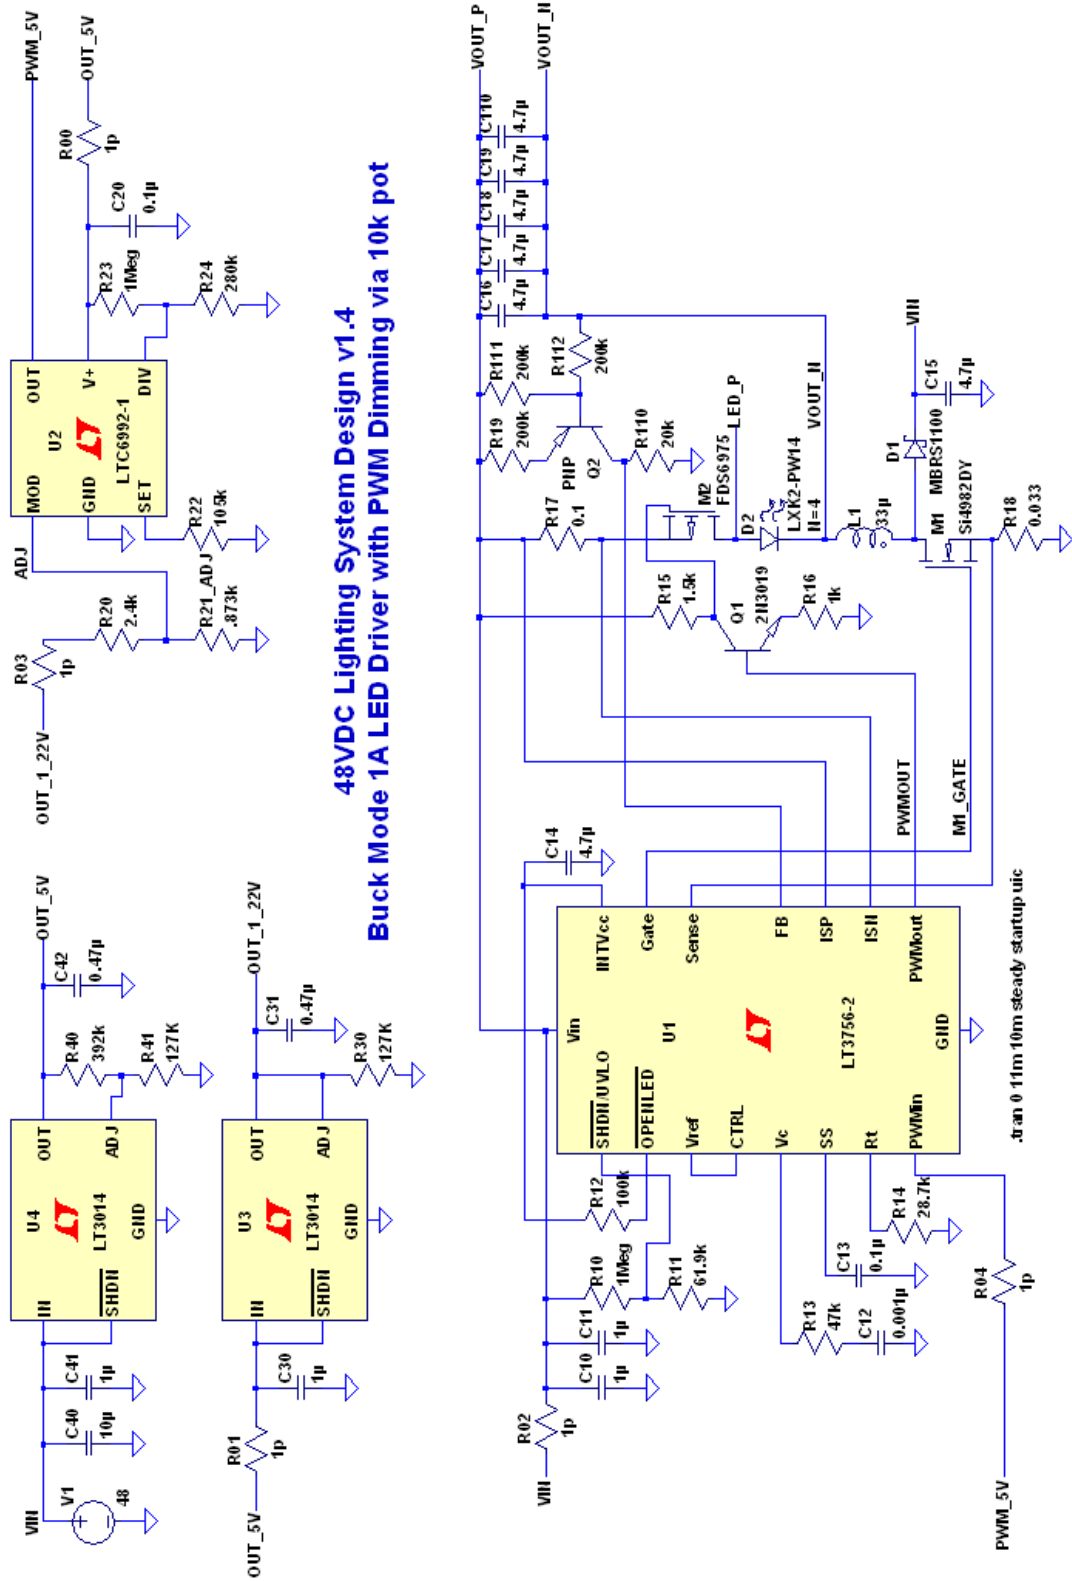 48VDC Lighting System Design v1.4
Buck Mode 1A LED Driver with PWM Dimming via 10k pot
VIN
V1
48
C40
10µ
C41
1µ
IN
SHDN
U4
LT3014
OUT
ADJ
GND
R40
392k
R41
127K
C42
0.47µ
OUT_5V
OUT_5V
R01
1p
C30
1µ
IN
SHDN
U3
LT3014
OUT
ADJ
GND
R30
127K
C31
0.47µ
OUT_1_22V
OUT_1_22V
R03
1p
R20
2.4k
R21_ADJ
.873k
ADJ
MOD
GND
SET
U2
LTC6992-1
OUT
V+
DIV
R22
105k
R23
1Meg
R24
280k
C20
0.1µ
R00
1p
PWM_5V
OUT_5V
VIN
R02
1p
C10
1µ
C11
1µ
R10
1Meg
R11
61.9k
R12
100k
R13
47k
C12
0.001µ
C13
0.1µ
R14
28.7k
R04
1p
PWM_5V
Vin
SHDN/UVLO
OPENLED
Vref
CTRL
Vc
SS
Rt
PWMin
U1
LT3756-2
INTVcc
Gate
Sense
FB
ISP
ISN
PWMout
GND
C14
4.7µ
PWMOUT
M1_GATE
.tran 0 11m 10m steady startup uic
R15
1.5k
Q1
2N3019
R16
1k
R17
0.1
M2
FDS6975
LED_P
D2
LXK2-PW14
N=4
VOUT_N
L1
33µ
M1
Si4982DY
R18
0.033
D1
MBRS1100
VIN
C15
4.7µ
R19
200k
R111
200k
PNP
Q2
R110
20k
R112
200k
C16
4.7µ
C17
4.7µ
C18
4.7µ
C19
4.7µ
C110
4.7µ
VOUT_P
VOUT_N